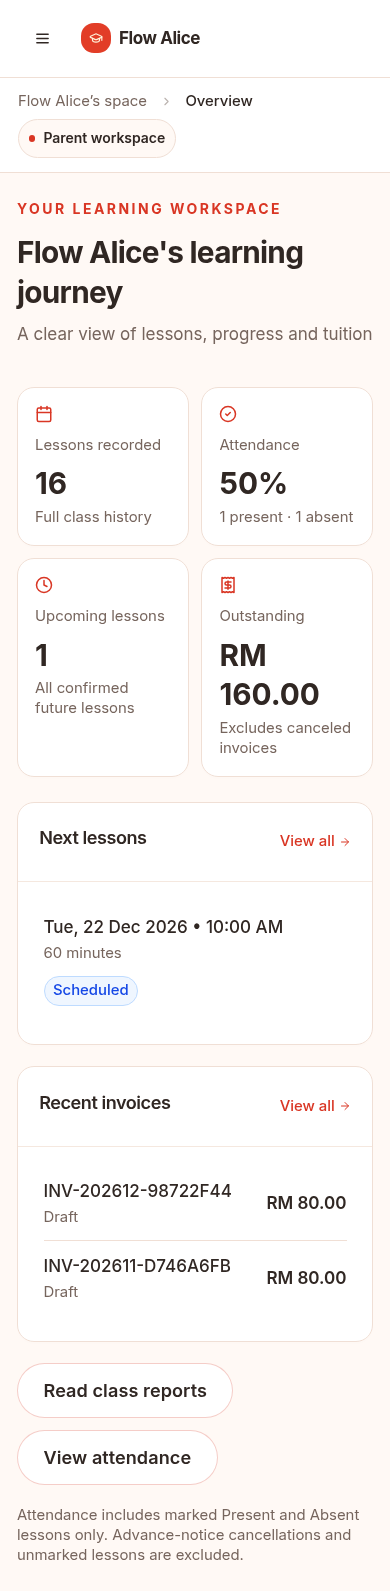 Flow Alice
Flow Alice's space > Overview
Parent workspace
YOUR LEARNING WORKSPACE
Flow Alice's learning
journey
A clear view of lessons, progress and tuition
Lessons recorded
16
Full class history
Attendance
50%
1 present · 1 absent
Upcoming lessons
1
All confirmed
future lessons
Outstanding
RM
160.00
Excludes canceled
invoices
Next lessons
View all →
Tue, 22 Dec 2026 • 10:00 AM
60 minutes
Scheduled
Recent invoices
View all →
INV-202612-98722F44
Draft
RM 80.00
INV-202611-D746A6FB
Draft
RM 80.00
Read class reports
View attendance
Attendance includes marked Present and Absent
lessons only. Advance-notice cancellations and
unmarked lessons are excluded.